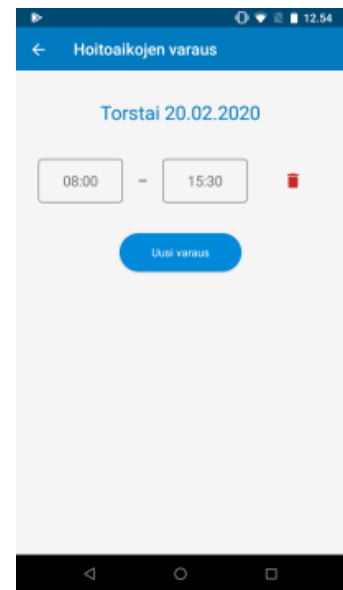 12.54
Hoitoaikojen varaus
Torstai 20.02.2020
08:00 – 15:30
Uusi varaus